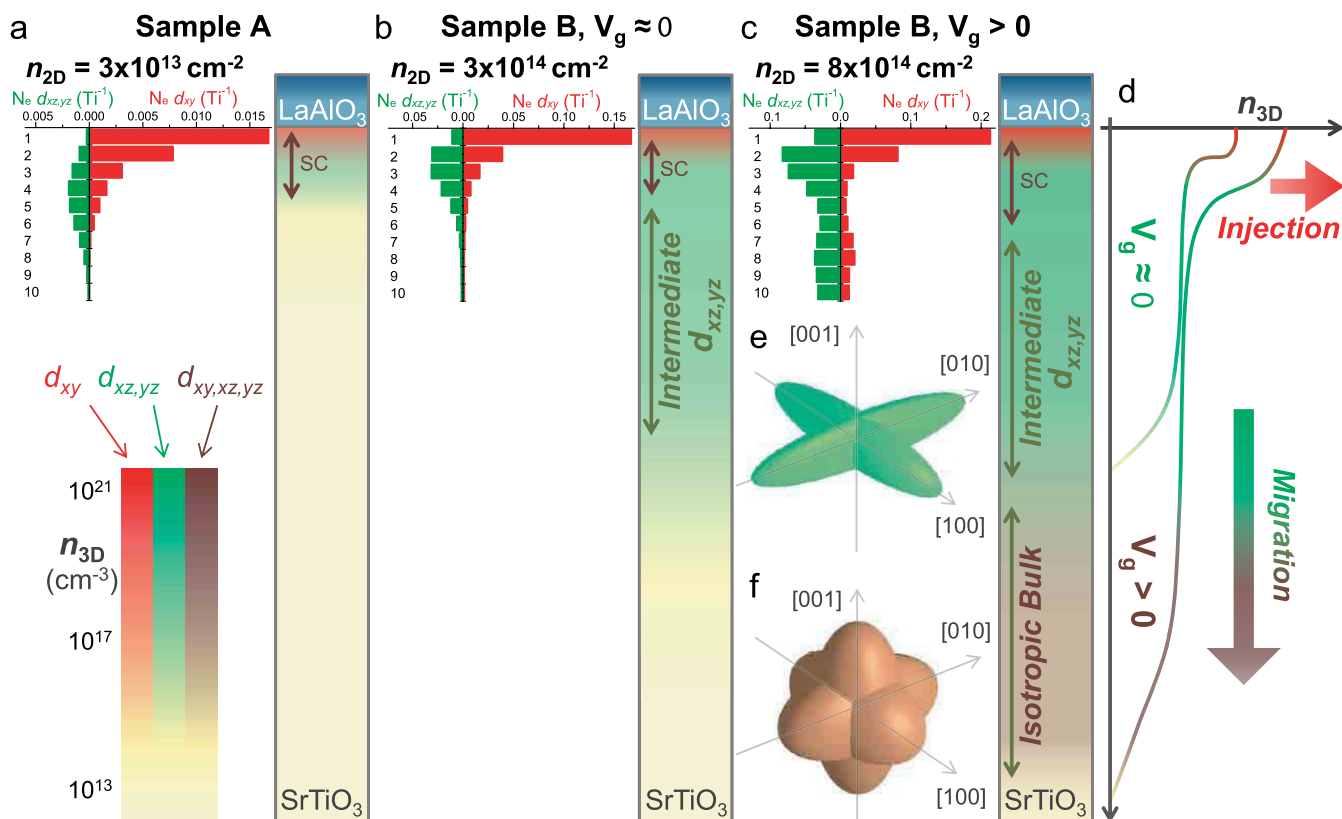 a
Sample A
n2D = 3x10^13 cm^-2
Ne dxz,yz (Ti^-1) Ne dxy (Ti^-1)
0.005 0.000 0.005 0.010 0.015
1
2
3
4
5
6
7
8
9
10
LaAlO3
SC
dxy dxz,yz dxy,xz,yz
10^21
n3D
(cm^-3)
10^17
10^13
SrTiO3
b
Sample B, Vg ≈ 0
n2D = 3x10^14 cm^-2
Ne dxz,yz (Ti^-1) Ne dxy (Ti^-1)
0.05 0.00 0.05 0.10 0.15
1
2
3
4
5
6
7
8
9
10
LaAlO3
SC
Intermediate
dxz,yz
SrTiO3
c
Sample B, Vg > 0
n2D = 8x10^14 cm^-2
Ne dxz,yz (Ti^-1) Ne dxy (Ti^-1)
0.1 0.0 0.1 0.2
1
2
3
4
5
6
7
8
9
10
LaAlO3
SC
Intermediate
dxz,yz
Isotropic Bulk
SrTiO3
e
[001]
[010]
[100]
f
[001]
[010]
[100]
d
n3D
Injection
Vg ≈ 0
Migration
Vg > 0